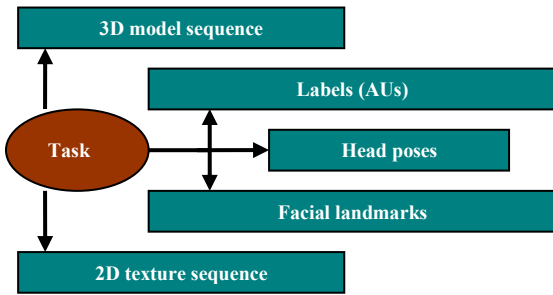 3D model sequence
Labels (AUs)
Task
Head poses
Facial landmarks
2D texture sequence